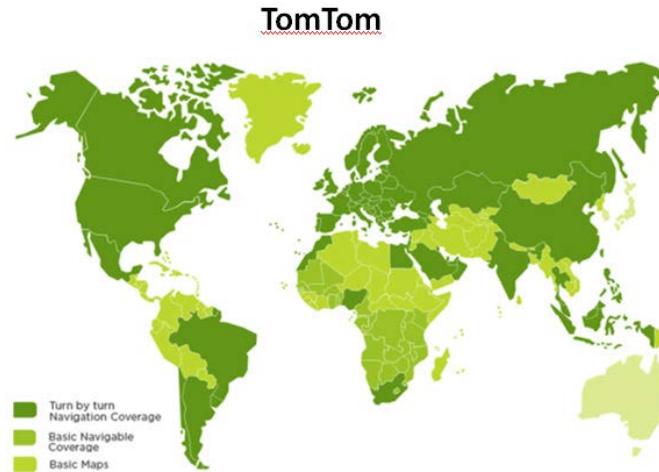 TomTom
Turn by turn
Navigation Coverage
Basic Navigable
Coverage
Basic Maps